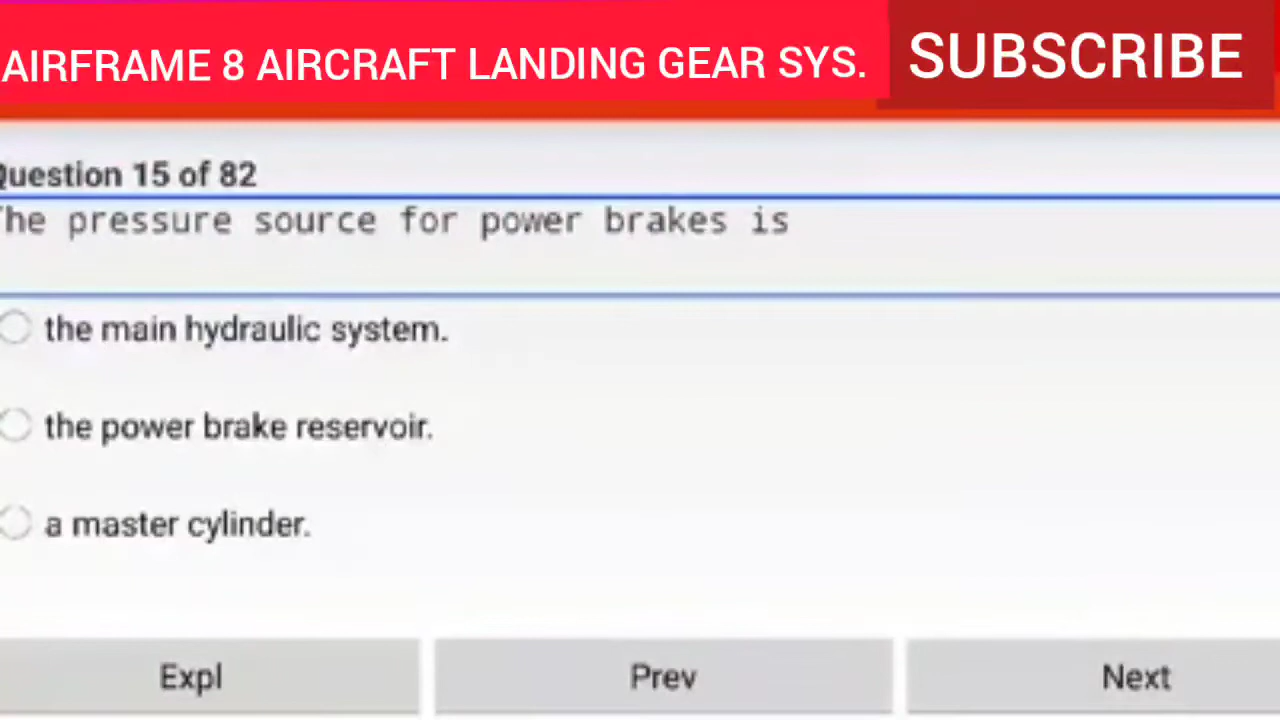 AIRFRAME 8 AIRCRAFT LANDING GEAR SYS. SUBSCRIBE
Question 15 of 82
The pressure source for power brakes is
the main hydraulic system.
the power brake reservoir.
a master cylinder.
Expl Prev Next